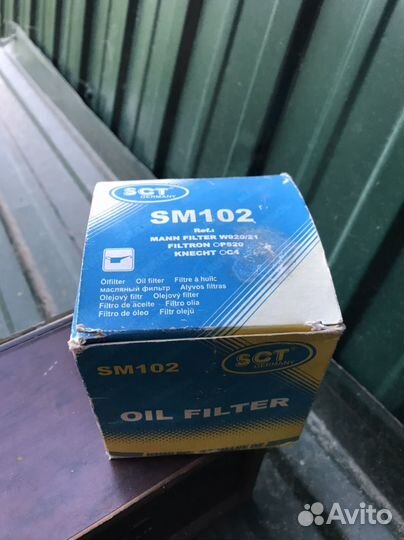 SCT
GERMANY
SM102
Ref.:
MANN FILTER W920/21
FILTRON OP520
KNECHT OC4
Ölfilter Oil filter Filtre à huile
масляный фильтр Alyvos filtras
Olejový filtr Olejový filter
Filtro de aceite Filtro olia
Filtro de óleo Filtr olejů
SM102
SCT
GERMANY
OIL FILTER
Avito